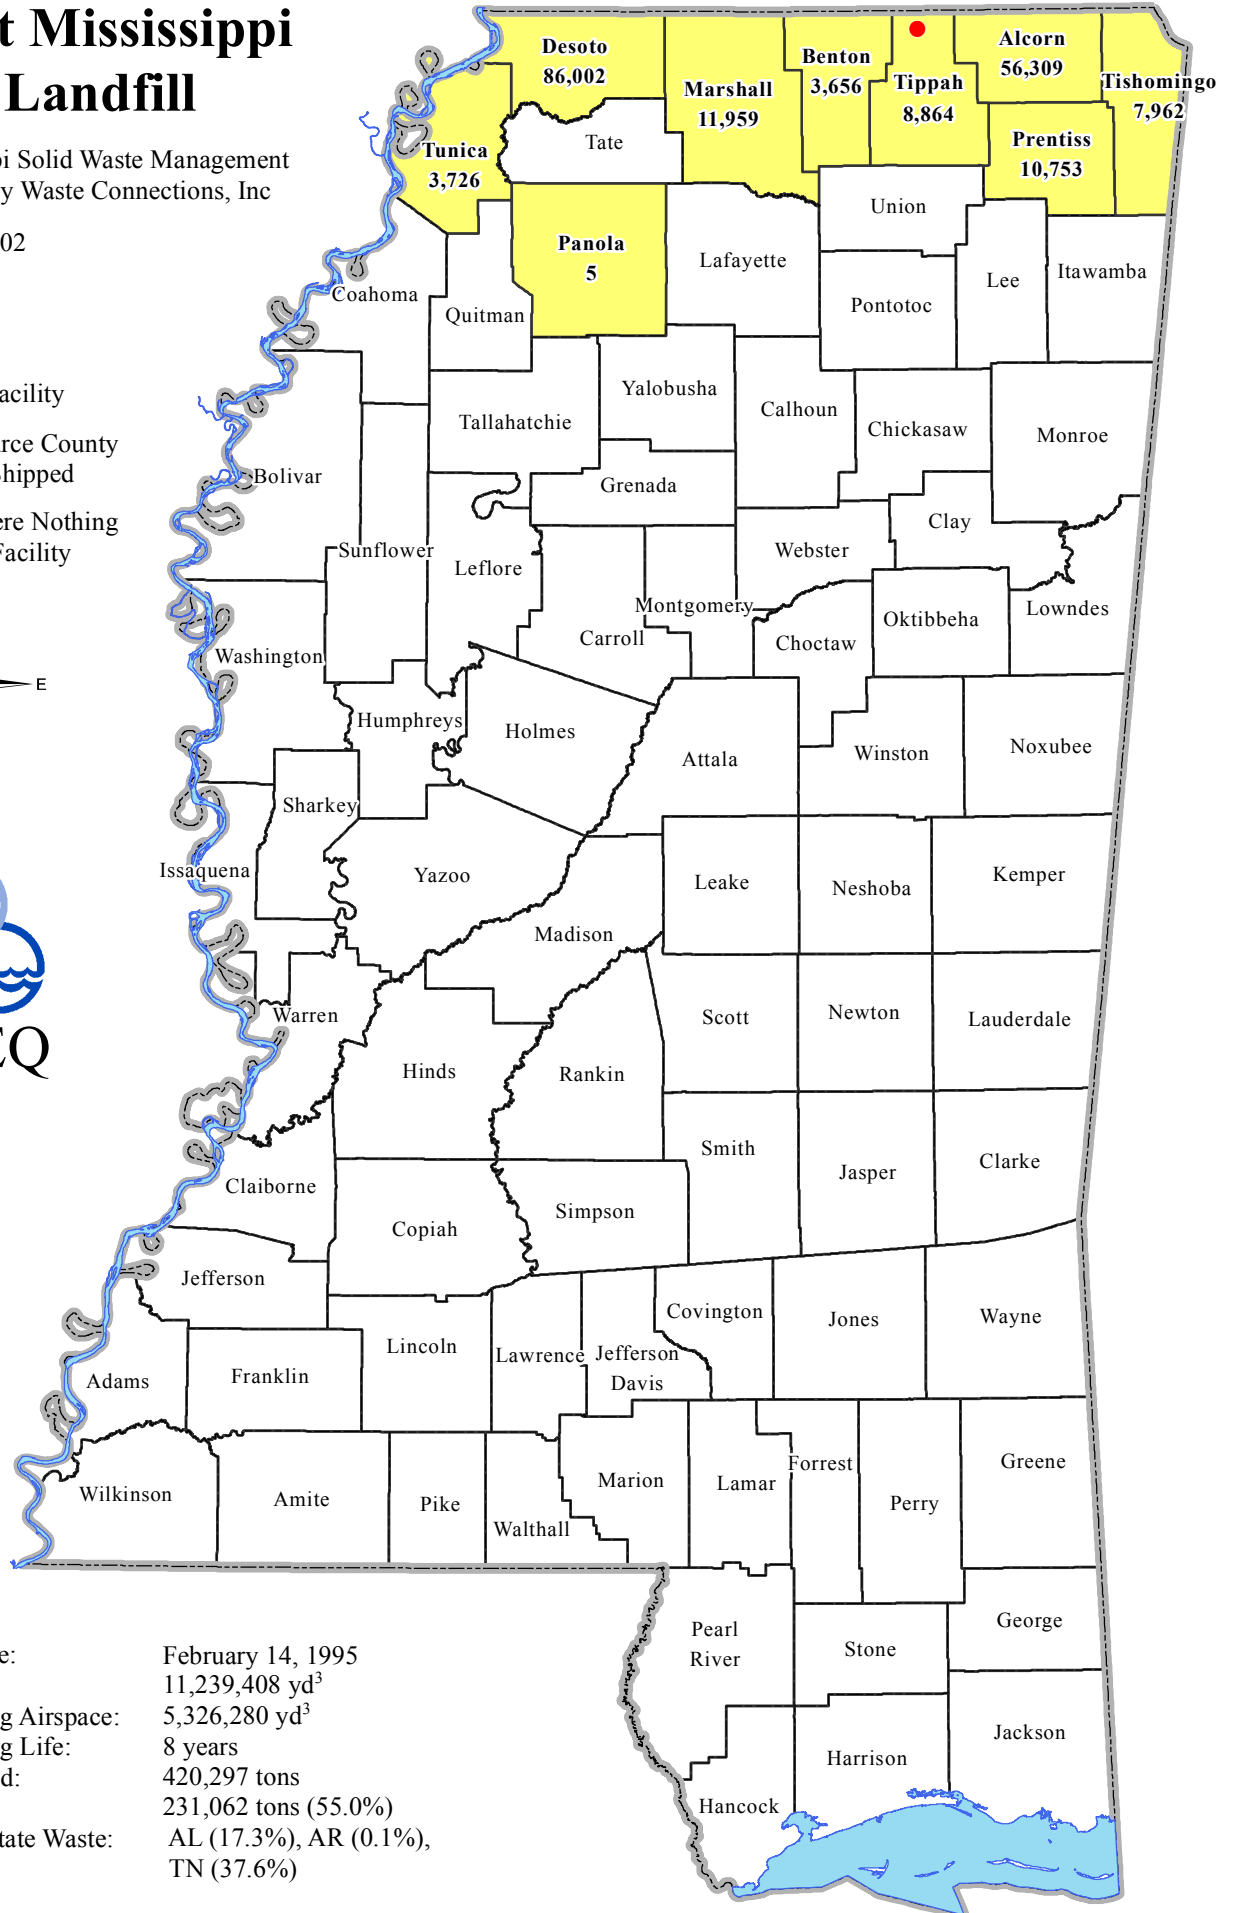 t Mississippi
Landfill
pi Solid Waste Management
y Waste Connections, Inc
02
acility
rce County
Shipped
ere Nothing
Facility
E
EQ
Desoto
86,002
Marshall
11,959
Benton
3,656
Tippah
8,864
Alcorn
56,309
Tishomingo
7,962
Prentiss
10,753
Tunica
3,726
Tate
Panola
5
Union
Lafayette
Pontotoc
Lee
Itawamba
Coahoma
Quitman
Yalobusha
Tallahatchie
Calhoun
Chickasaw
Monroe
Bolivar
Grenada
Clay
Sunflower
Leflore
Webster
Montgomery
Carroll
Choctaw
Oktibbeha
Lowndes
Washington
Humphreys
Holmes
Attala
Winston
Noxubee
Sharkey
Issaquena
Yazoo
Leake
Neshoba
Kemper
Madison
Warren
Scott
Newton
Lauderdale
Hinds
Rankin
Smith
Jasper
Clarke
Claiborne
Copiah
Simpson
Jefferson
Lincoln
Lawrence
Jefferson
Davis
Covington
Jones
Wayne
Adams
Franklin
Wilkinson
Amite
Pike
Walthall
Marion
Lamar
Forrest
Perry
Greene
Pearl
River
Stone
George
Hancock
Harrison
Jackson
e: February 14, 1995
11,239,408 yd³
g Airspace: 5,326,280 yd³
g Life: 8 years
d: 420,297 tons
231,062 tons (55.0%)
tate Waste: AL (17.3%), AR (0.1%),
TN (37.6%)